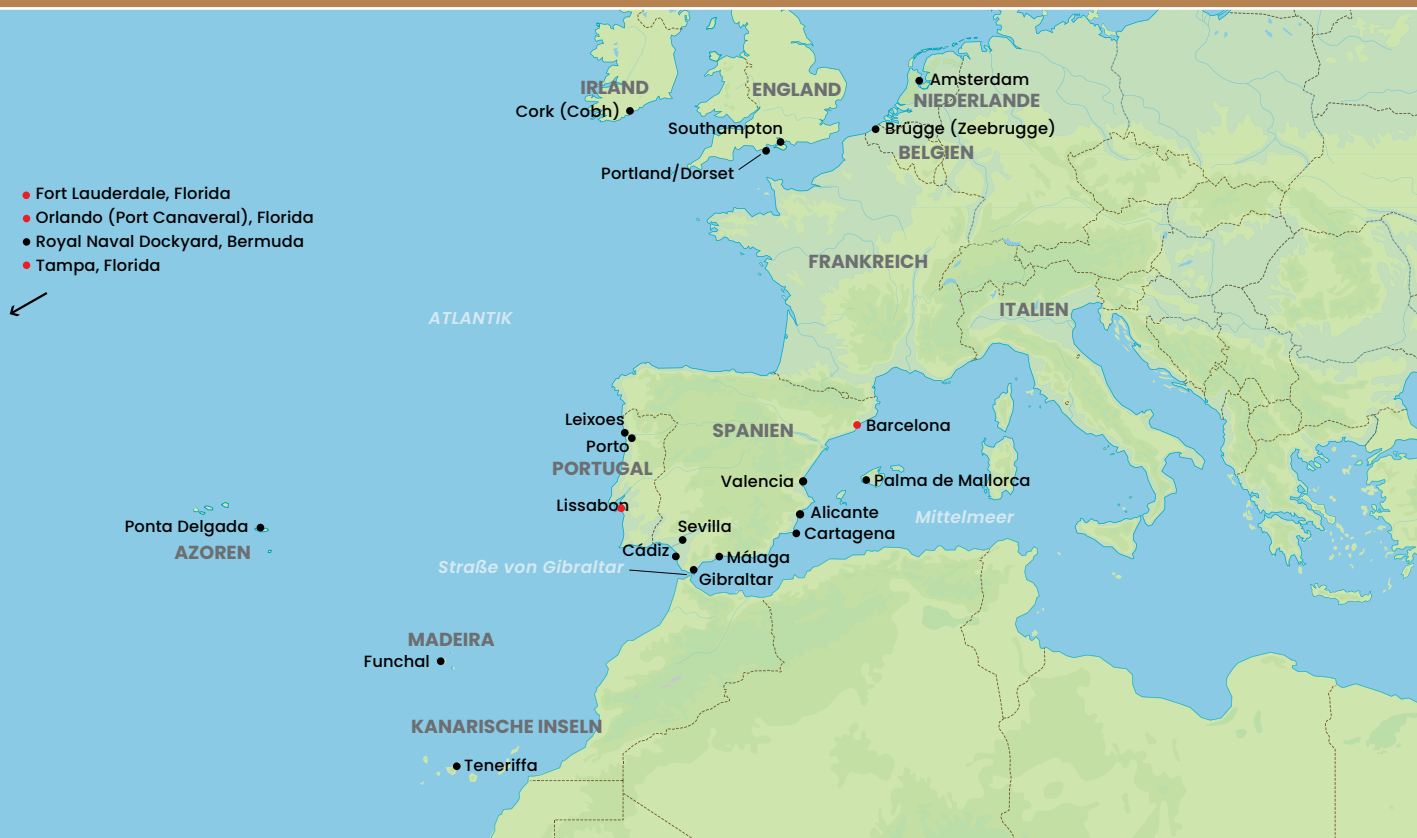 IRLAND
ENGLAND
Amsterdam
NIEDERLANDE
Cork (Cobh)
Southampton
Brügge (Zeebrugge)
BELGIEN
Portland/Dorset
Fort Lauderdale, Florida
Orlando (Port Canaveral), Florida
Royal Naval Dockyard, Bermuda
Tampa, Florida
FRANKREICH
ITALIEN
ATLANTIK
Leixoes
Porto
PORTUGAL
SPANIEN
Barcelona
Valencia
Palma de Mallorca
Lissabon
Alicante
Mittelmeer
Cartagena
Sevilla
Cádiz
Málaga
Straße von Gibraltar
Gibraltar
Ponta Delgada
AZOREN
MADEIRA
Funchal
KANARISCHE INSELN
Teneriffa